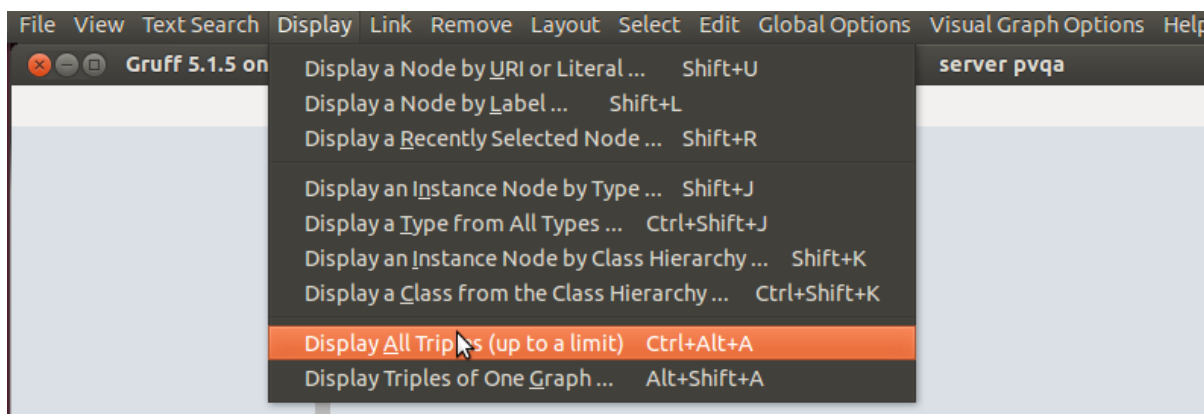 File View Text Search Display Link Remove Layout Select Edit Global Options Visual Graph Options Help
Gruff 5.1.5 on server pvqa
Display a Node by URI or Literal ... Shift+U
Display a Node by Label ... Shift+L
Display a Recently Selected Node ... Shift+R
Display an Instance Node by Type ... Shift+J
Display a Type from All Types ... Ctrl+Shift+J
Display an Instance Node by Class Hierarchy ... Shift+K
Display a Class from the Class Hierarchy ... Ctrl+Shift+K
Display All Triples (up to a limit) Ctrl+Alt+A
Display Triples of One Graph ... Alt+Shift+A